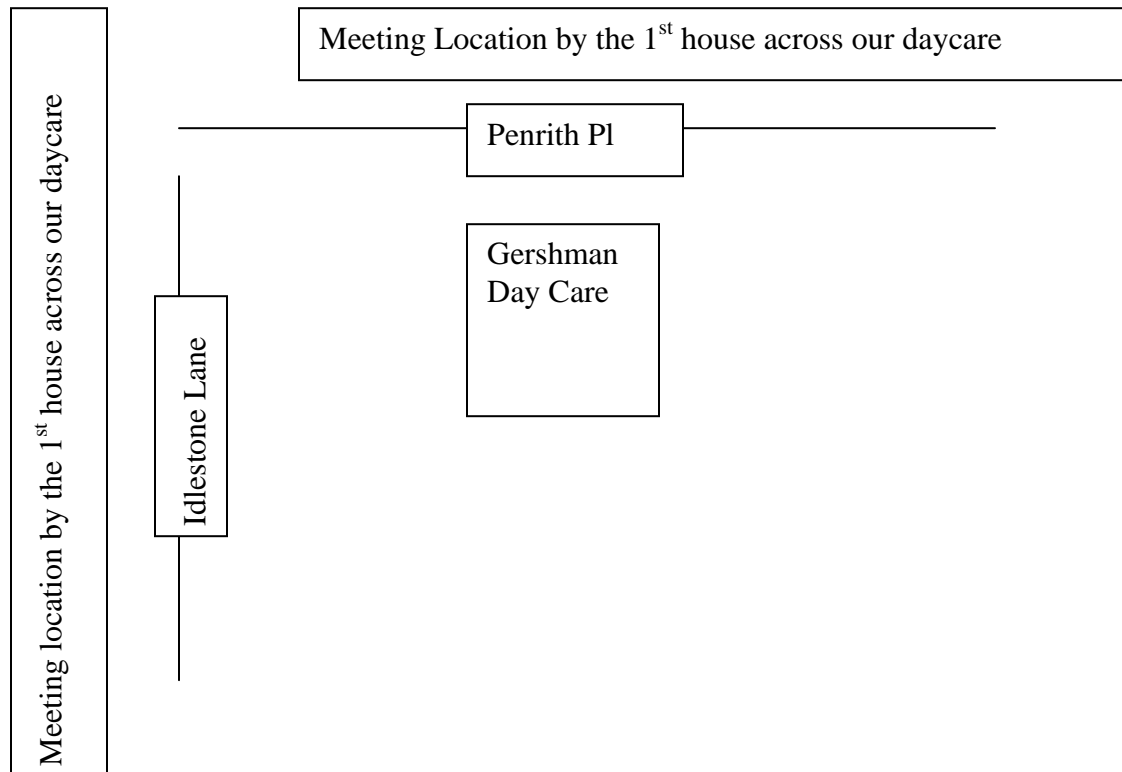 Meeting Location by the 1st house across our daycare
Penrith Pl
Gershman
Day Care
Idlestone Lane
Meeting location by the 1st house across our daycare